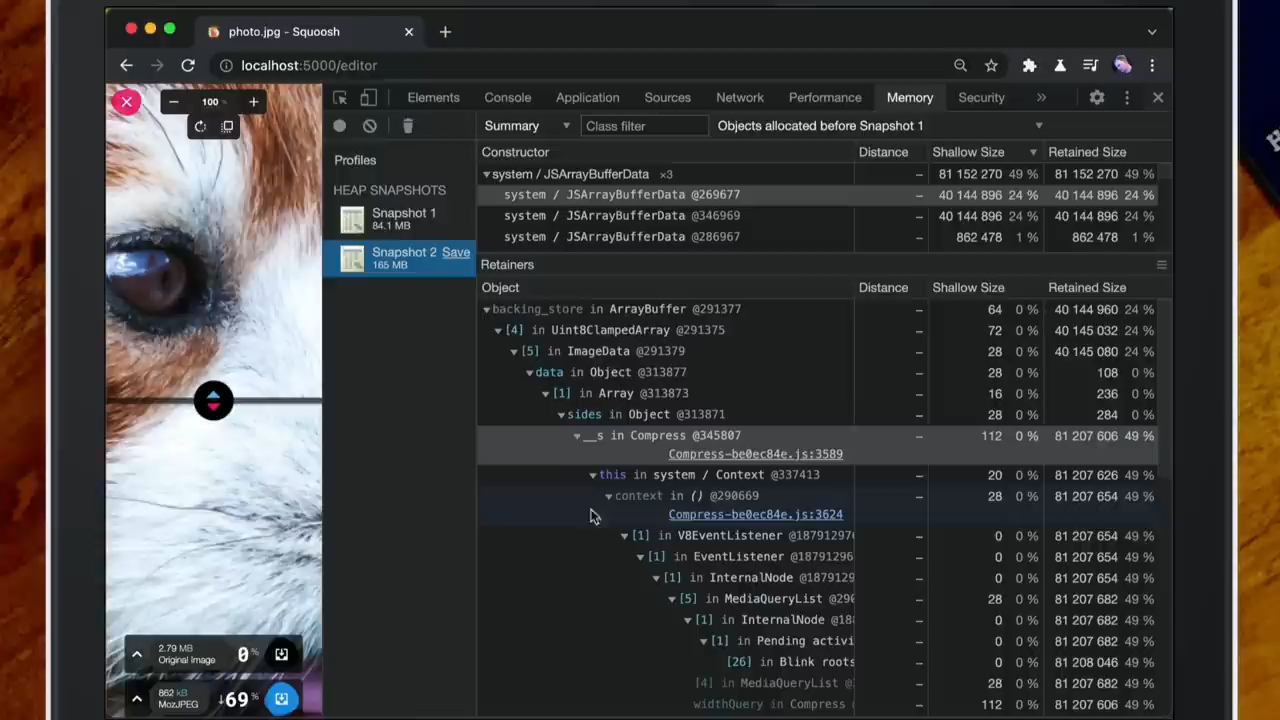 photo.jpg - Squoosh
localhost:5000/editor
100 %
Elements Console Application Sources Network Performance Memory Security
Summary Class filter Objects allocated before Snapshot 1
Profiles
HEAP SNAPSHOTS
Snapshot 1
84.1 MB
Snapshot 2 Save
165 MB
Constructor Distance Shallow Size Retained Size
system / JSArrayBufferData ×3 – 81 152 270 49 % 81 152 270 49 %
system / JSArrayBufferData @269677 – 40 144 896 24 % 40 144 896 24 %
system / JSArrayBufferData @346969 – 40 144 896 24 % 40 144 896 24 %
system / JSArrayBufferData @286967 – 862 478 1 % 862 478 1 %
Retainers
Object Distance Shallow Size Retained Size
backing_store in ArrayBuffer @291377 – 64 0 % 40 144 960 24 %
[4] in Uint8ClampedArray @291375 – 72 0 % 40 145 032 24 %
[5] in ImageData @291379 – 28 0 % 40 145 080 24 %
data in Object @313877 – 28 0 % 108 0 %
[1] in Array @313873 – 16 0 % 236 0 %
sides in Object @313871 – 28 0 % 284 0 %
__s in Compress @345807 – 112 0 % 81 207 606 49 %
Compress-be0ec84e.js:3589
this in system / Context @337413 – 20 0 % 81 207 626 49 %
context in () @290669 – 28 0 % 81 207 654 49 %
Compress-be0ec84e.js:3624
[1] in V8EventListener @18791297 – 0 0 % 81 207 654 49 %
[1] in EventListener @18791296 – 0 0 % 81 207 654 49 %
[1] in InternalNode @1879129 – 0 0 % 81 207 654 49 %
[5] in MediaQueryList @290 – 28 0 % 81 207 682 49 %
[1] in InternalNode @18 – 0 0 % 81 207 682 49 %
[1] in Pending activi – 0 0 % 81 207 682 49 %
[26] in Blink roots – 0 0 % 81 208 046 49 %
[4] in MediaQueryList @ – 28 0 % 81 207 682 49 %
widthQuery in Compress – 112 0 % 81 207 606 49 %
2.79 MB
Original Image 0 %
862 kB
MozJPEG ↓69 %